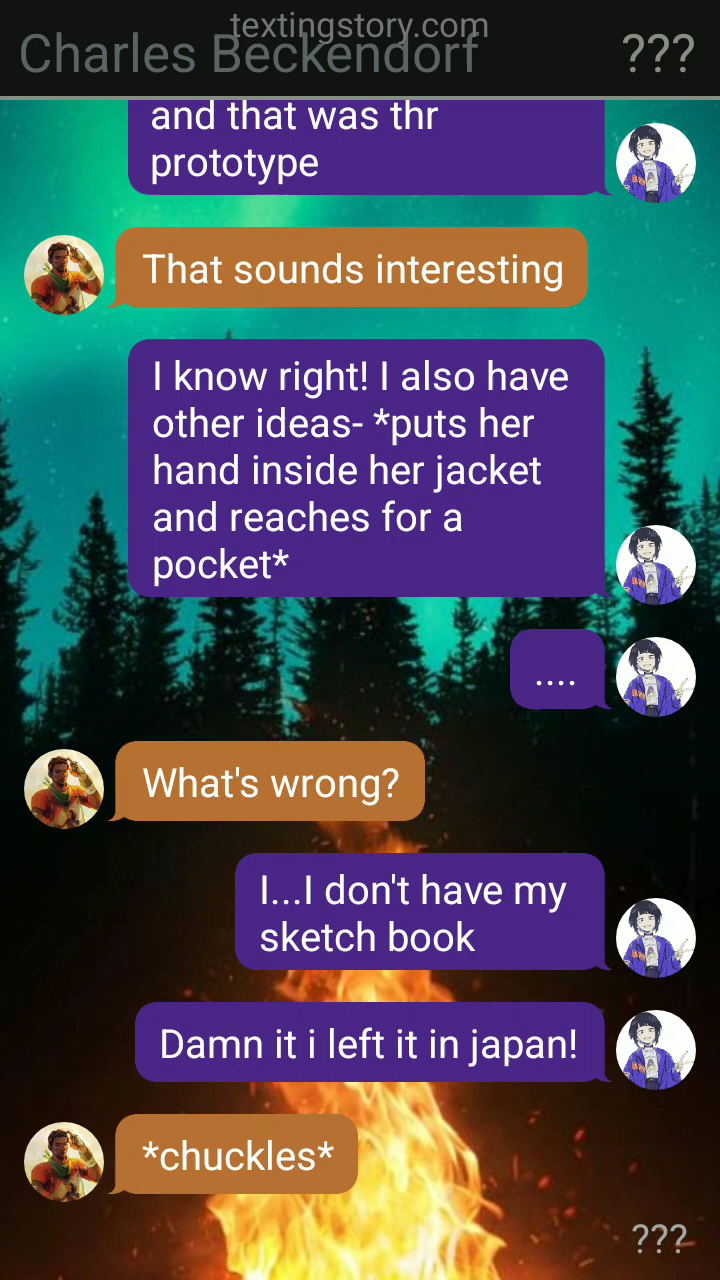 textingstory.com
Charles Beckendorf
???
and that was thr
prototype
That sounds interesting
I know right! I also have
other ideas- *puts her
hand inside her jacket
and reaches for a
pocket*
....
What's wrong?
I...I don't have my
sketch book
Damn it i left it in japan!
*chuckles*
???